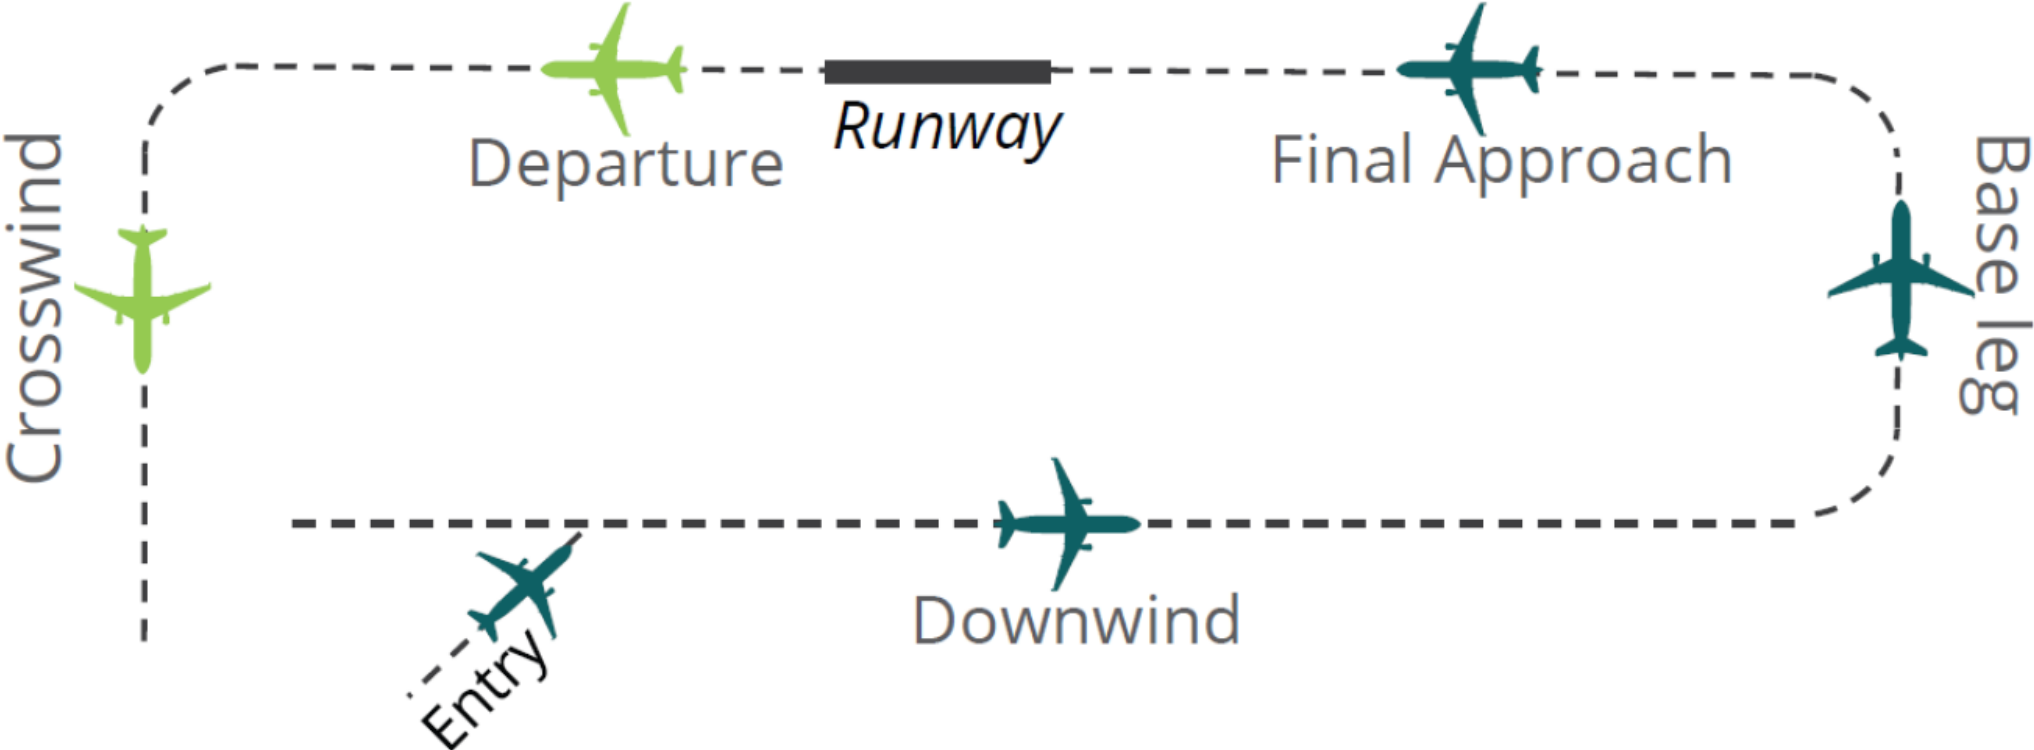 Runway
Departure
Final Approach
Crosswind
Base leg
Downwind
Entry